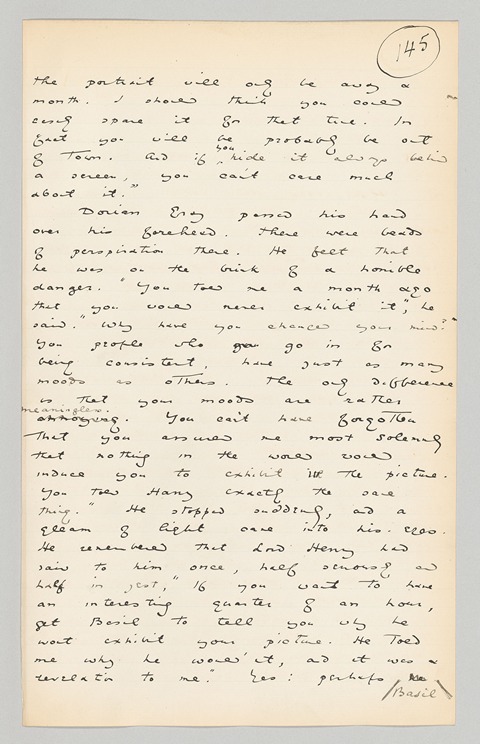 145
the portrait will only be away a
month. I should think you could
easily spare it for that time. In
fact you will be probably be out
of Town. And if you hide it always behind
a screen, you can't care much
about it."
Dorian Gray passed his hand
over his forehead. There were beads
of perspiration there. He felt that
he was on the brink of a horrible
danger. "You told me a month ago
that you would never exhibit it," he
said. "Why have you changed your mind?
You people who go in for
being consistent, have just as many
moods as others. The only difference
is that your moods are rather
meaningless.
annoying. You can't have forgotten
that you assured me most solemnly
that nothing in the world would
induce you to exhibit the picture.
You told Harry exactly the same
thing." He stopped suddenly, and a
gleam of light came into his eyes.
He remembered that Lord Henry had
said to him once, half seriously and
half in jest, "If you want to have
an interesting quarter of an hour,
get Basil to tell you why he
wont exhibit your picture. He told
me why he would'nt, and it was a
revelation to me." Yes: perhaps
Basil